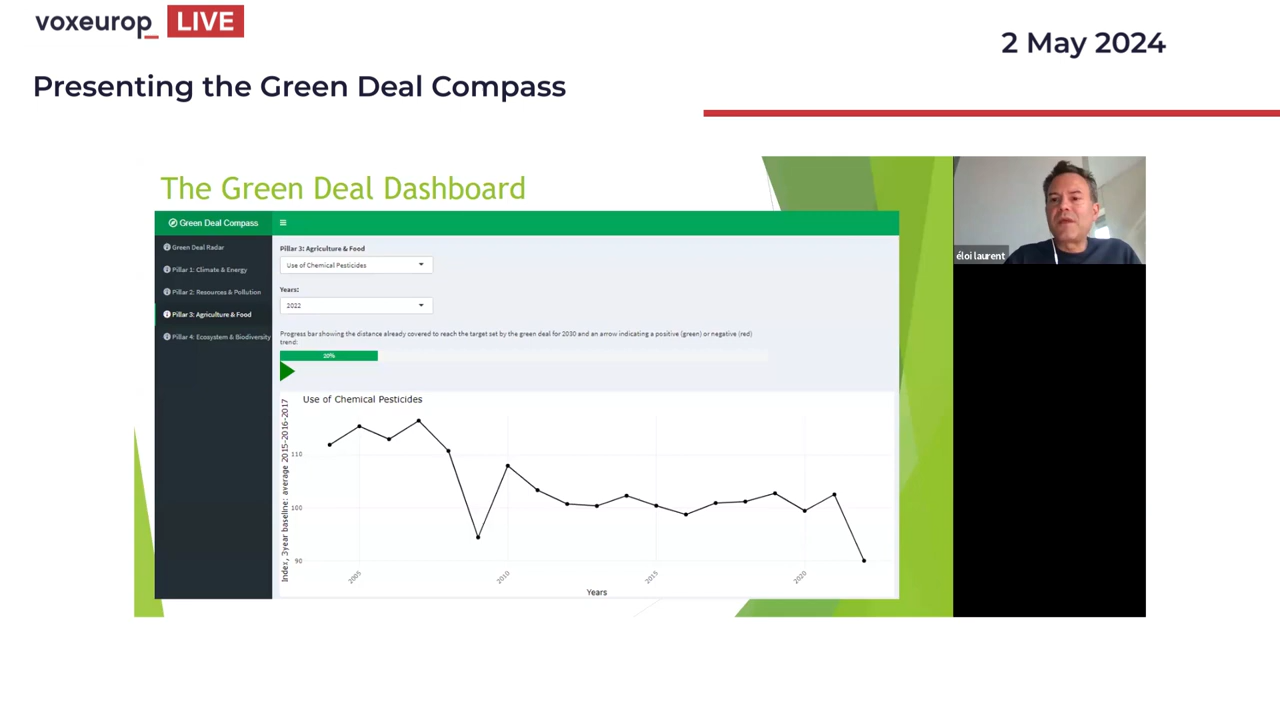 voxeurop_ LIVE
2 May 2024
Presenting the Green Deal Compass
The Green Deal Dashboard
Green Deal Compass
Green Deal Radar
Pillar 1: Climate & Energy
Pillar 2: Resources & Pollution
Pillar 3: Agriculture & Food
Pillar 4: Ecosystem & Biodiversity
Pillar 3: Agriculture & Food
Use of Chemical Pesticides
Years:
2022
Progress bar showing the distance already covered to reach the target set by the green deal for 2030 and an arrow indicating a positive (green) or negative (red)
trend:
20%
Use of Chemical Pesticides
Index, 3year baseline: average 2015-2016-2017
110
100
90
2005
2010
2015
2020
Years
éloi laurent